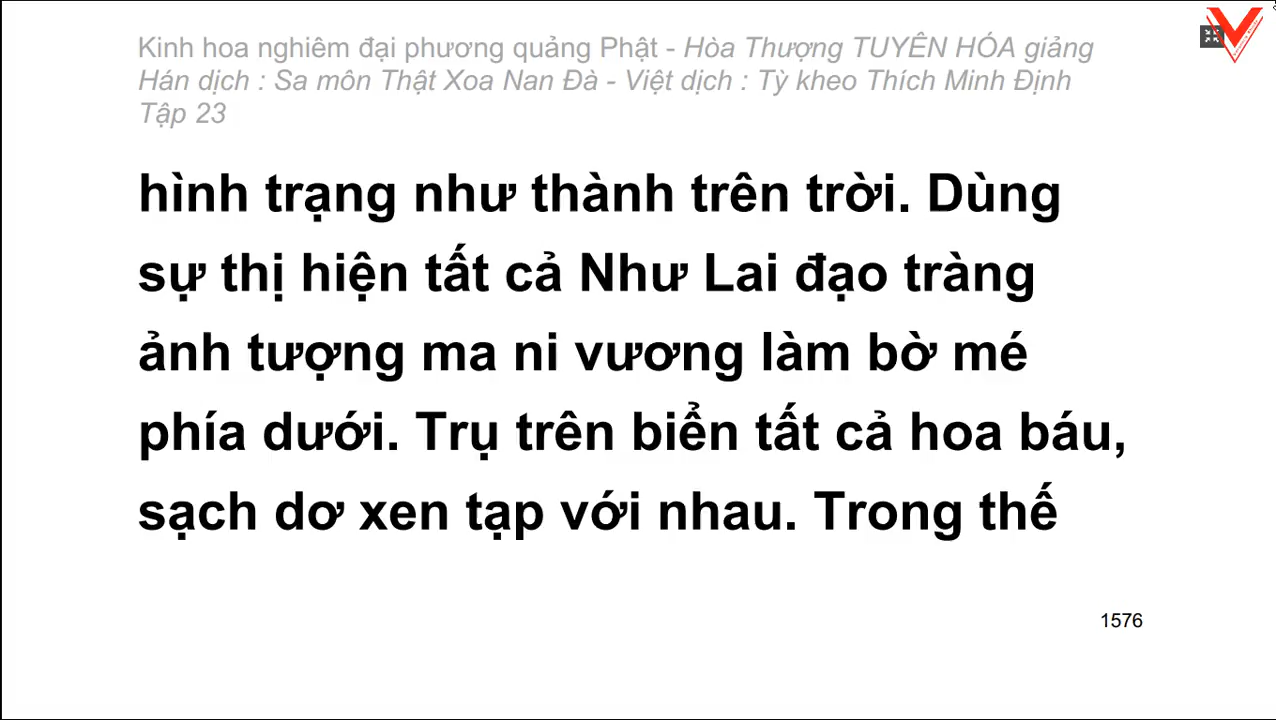 Kinh hoa nghiêm đại phương quảng Phật - Hòa Thượng TUYÊN HÓA giảng
Hán dịch : Sa môn Thật Xoa Nan Đà - Việt dịch : Tỳ kheo Thích Minh Định
Tập 23
hình trạng như thành trên trời. Dùng
sự thị hiện tất cả Như Lai đạo tràng
ảnh tượng ma ni vương làm bờ mé
phía dưới. Trụ trên biển tất cả hoa báu,
sạch dơ xen tạp với nhau. Trong thế
1576